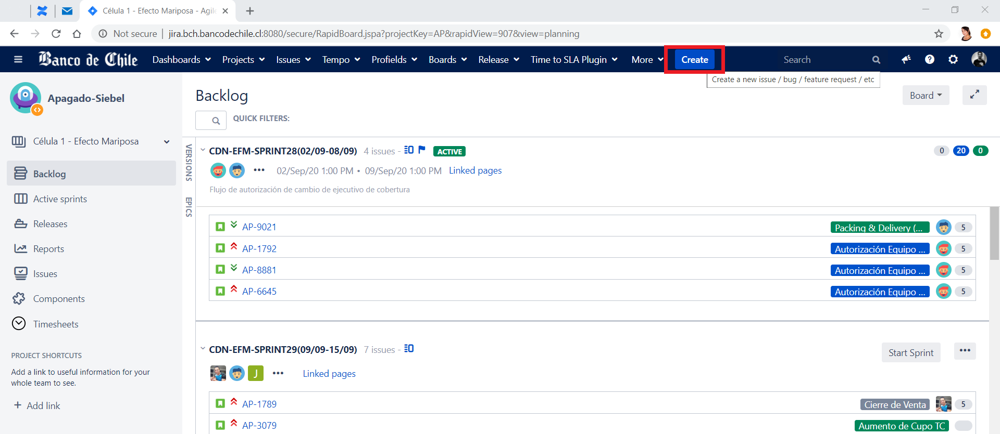 Célula 1 - Efecto Mariposa - Agile
Not secure | jira.bch.bancodechile.cl:8080/secure/RapidBoard.jspa?projectKey=AP&rapidView=907&view=planning
Banco de Chile Dashboards Projects Issues Tempo Profields Boards Release Time to SLA Plugin More Create Search
Create a new issue / bug / feature request / etc
Apagado-Siebel
Célula 1 - Efecto Mariposa
Backlog
Active sprints
Releases
Reports
Issues
Components
Timesheets
PROJECT SHORTCUTS
Add a link to useful information for your
whole team to see.
+ Add link
Backlog
Board
QUICK FILTERS:
VERSIONS
EPICS
CDN-EFM-SPRINT28(02/09-08/09) 4 issues - ACTIVE 0 20 0
••• 02/Sep/20 1:00 PM • 09/Sep/20 1:00 PM Linked pages
Flujo de autorización de cambio de ejecutivo de cobertura
AP-9021 Packing & Delivery (... 5
AP-1792 Autorización Equipo ... 5
AP-8881 Autorización Equipo ... 5
AP-6645 Autorización Equipo ... 5
CDN-EFM-SPRINT29(09/09-15/09) 7 issues - Start Sprint •••
J ••• Linked pages
AP-1789 Cierre de Venta 5
AP-3079 Aumento de Cupo TC